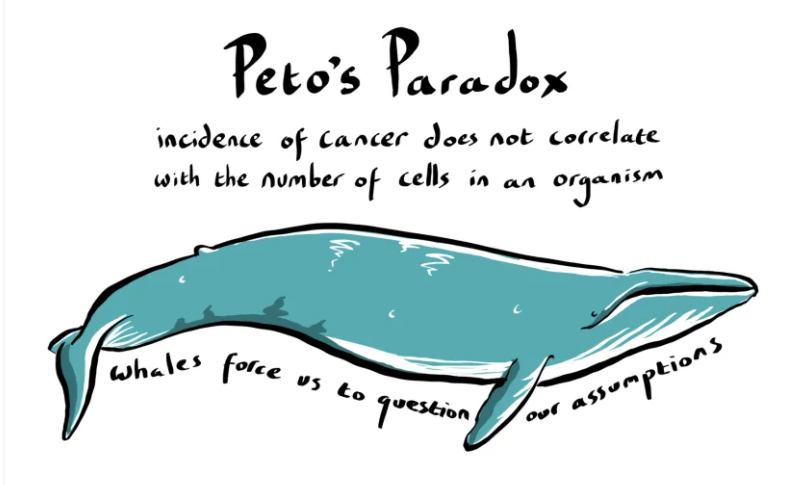 Peto's Paradox
incidence of cancer does not correlate
with the number of cells in an organism
whales force us to question our assumptions